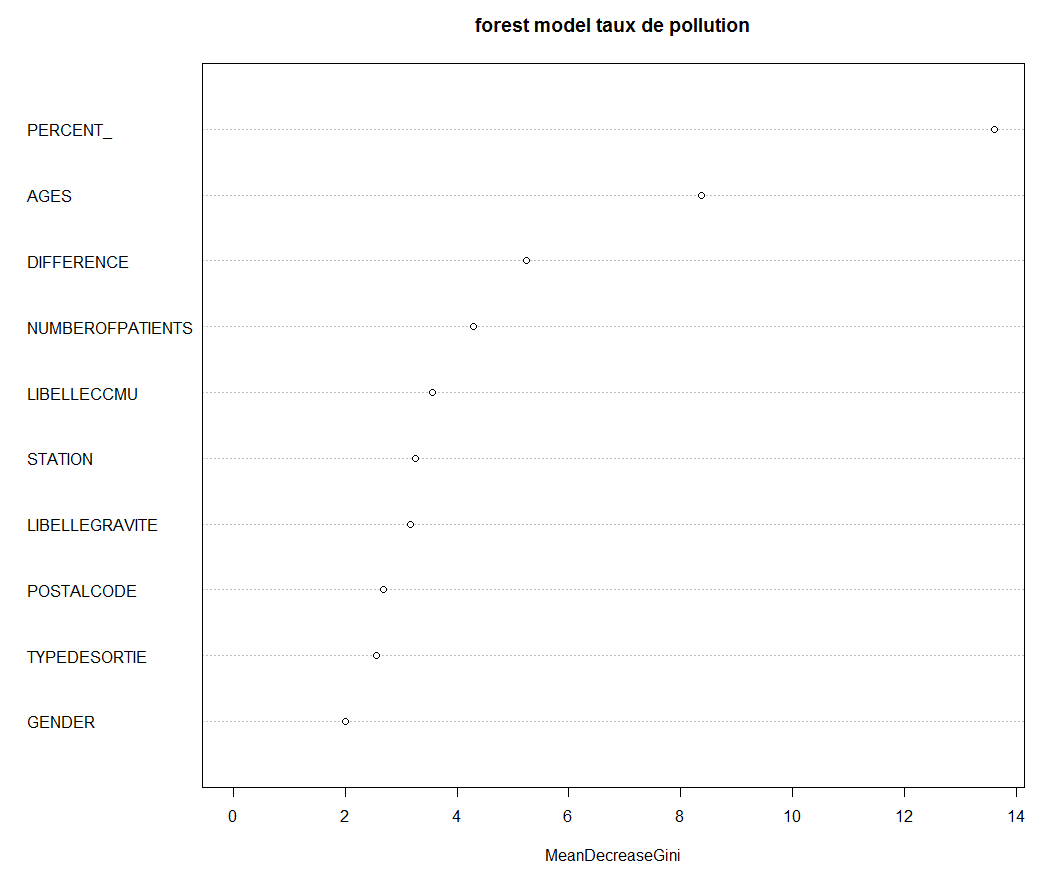 forest model taux de pollution
PERCENT_
AGES
DIFFERENCE
NUMBEROFPATIENTS
LIBELLECCMU
STATION
LIBELLEGRAVITE
POSTALCODE
TYPEDESORTIE
GENDER
0 2 4 6 8 10 12 14
MeanDecreaseGini